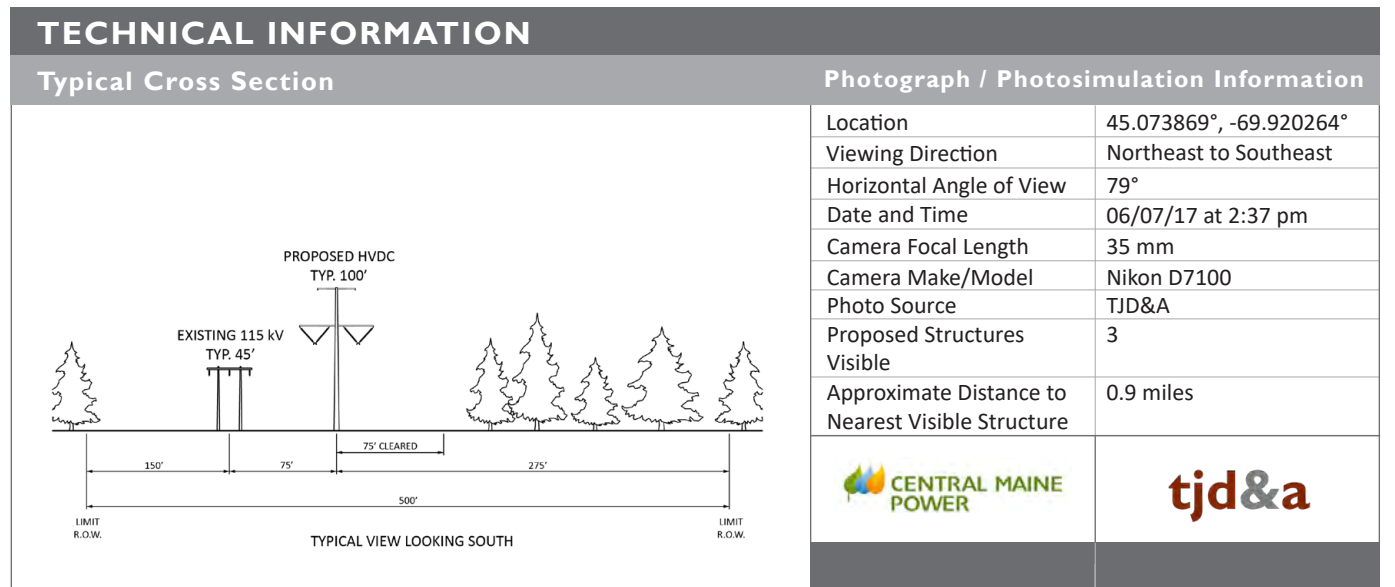 TECHNICAL INFORMATION
Typical Cross Section
PROPOSED HVDC
TYP. 100'
EXISTING 115 kV
TYP. 45'
75' CLEARED
150'
75'
275'
500'
LIMIT
R.O.W.
LIMIT
R.O.W.
TYPICAL VIEW LOOKING SOUTH
Photograph / Photosimulation Information
Location 45.073869°, -69.920264°
Viewing Direction Northeast to Southeast
Horizontal Angle of View 79°
Date and Time 06/07/17 at 2:37 pm
Camera Focal Length 35 mm
Camera Make/Model Nikon D7100
Photo Source TJD&A
Proposed Structures 3
Visible
Approximate Distance to 0.9 miles
Nearest Visible Structure
CENTRAL MAINE
POWER
tjd&a